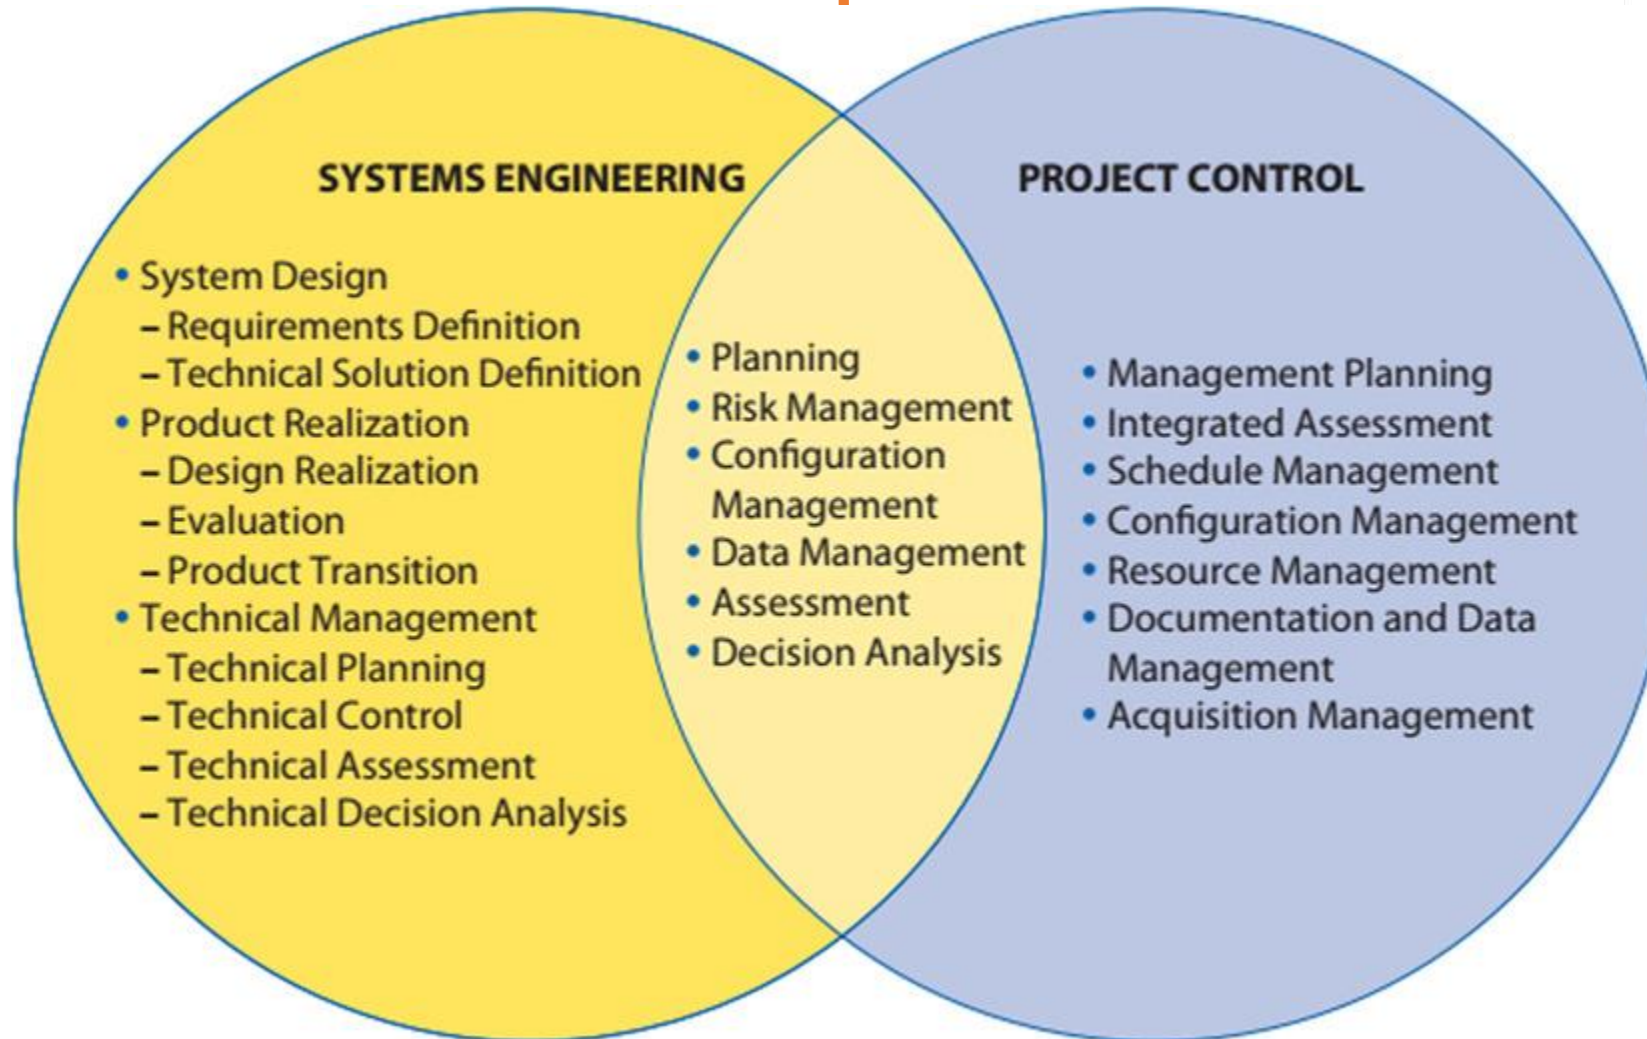 SYSTEMS ENGINEERING
• System Design
– Requirements Definition
– Technical Solution Definition
• Product Realization
– Design Realization
– Evaluation
– Product Transition
• Technical Management
– Technical Planning
– Technical Control
– Technical Assessment
– Technical Decision Analysis
• Planning
• Risk Management
• Configuration
Management
• Data Management
• Assessment
• Decision Analysis
PROJECT CONTROL
• Management Planning
• Integrated Assessment
• Schedule Management
• Configuration Management
• Resource Management
• Documentation and Data
Management
• Acquisition Management